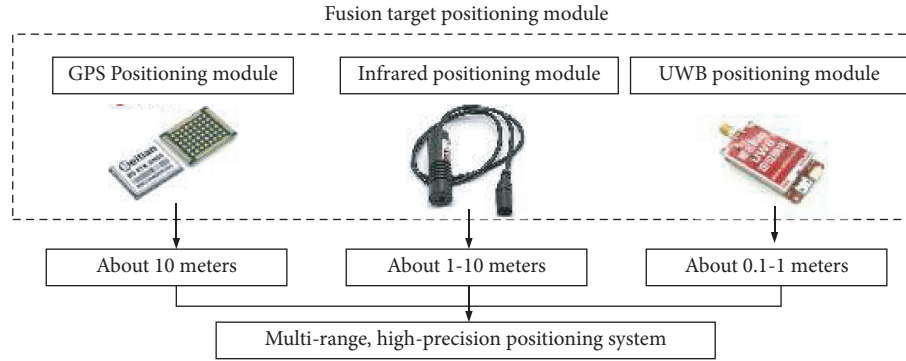 Fusion target positioning module
GPS Positioning module
Infrared positioning module
UWB positioning module
UWB
About 10 meters
About 1-10 meters
About 0.1-1 meters
Multi-range, high-precision positioning system